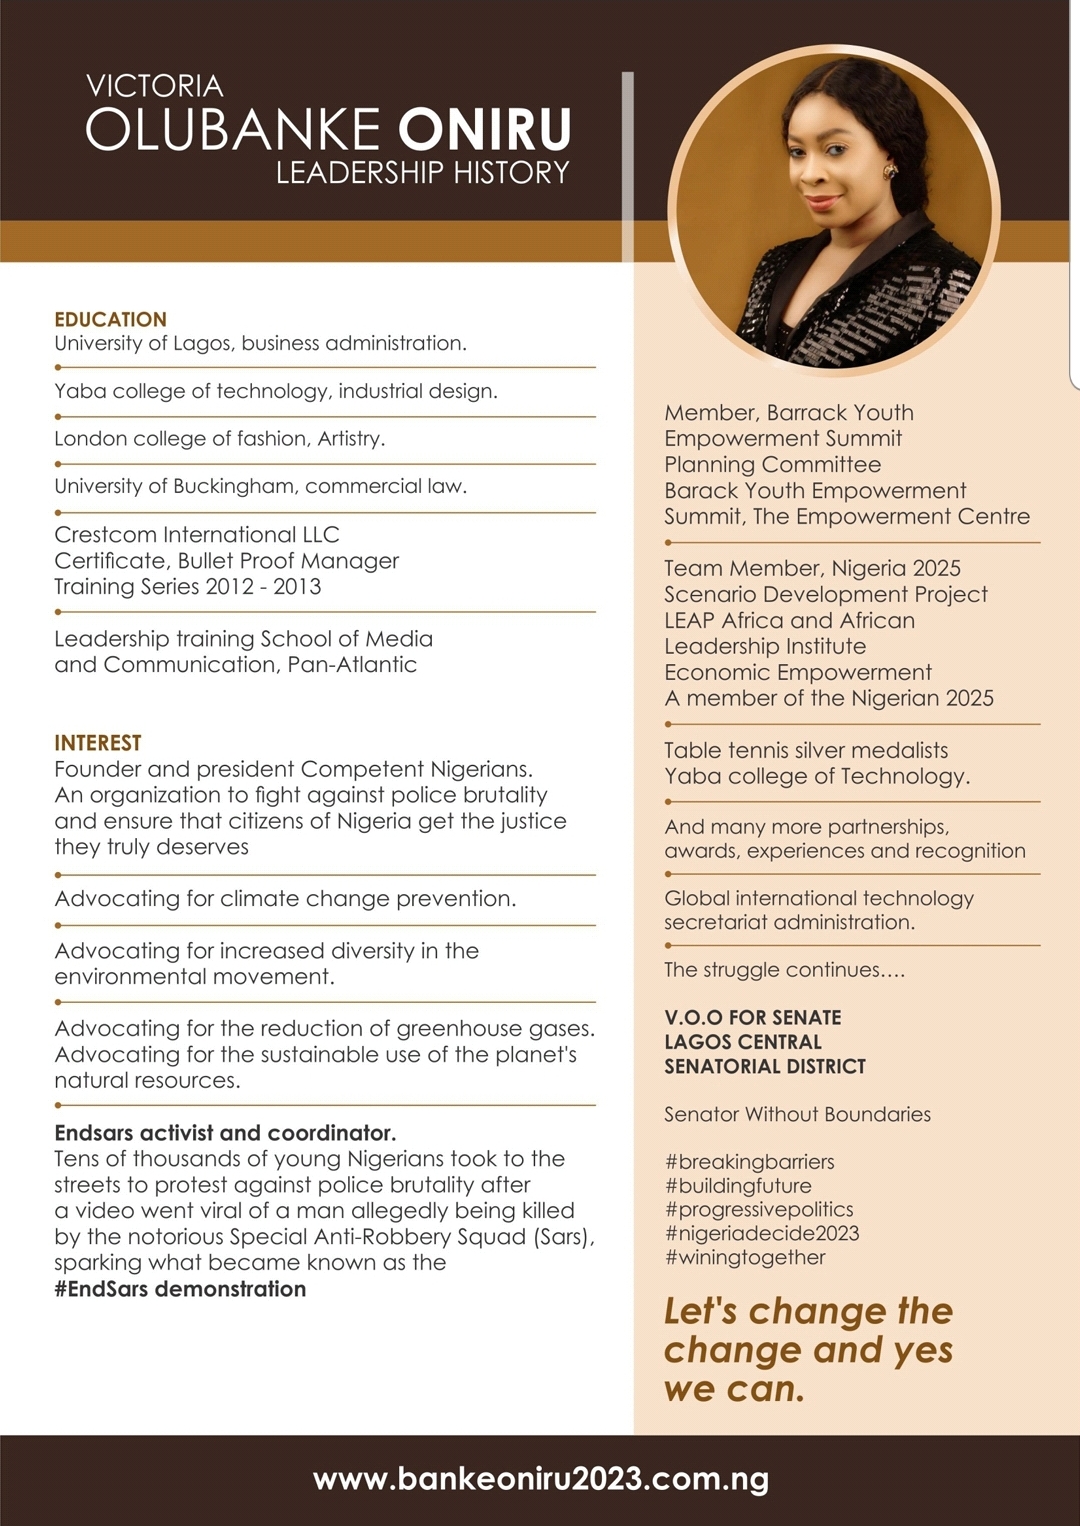 VICTORIA
OLUBANKE ONIRU
LEADERSHIP HISTORY
EDUCATION
University of Lagos, business administration.
Yaba college of technology, industrial design.
London college of fashion, Artistry.
University of Buckingham, commercial law.
Crestcom International LLC
Certificate, Bullet Proof Manager
Training Series 2012 - 2013
Leadership training School of Media
and Communication, Pan-Atlantic
INTEREST
Founder and president Competent Nigerians.
An organization to fight against police brutality
and ensure that citizens of Nigeria get the justice
they truly deserves
Advocating for climate change prevention.
Advocating for increased diversity in the
environmental movement.
Advocating for the reduction of greenhouse gases.
Advocating for the sustainable use of the planet's
natural resources.
Endsars activist and coordinator.
Tens of thousands of young Nigerians took to the
streets to protest against police brutality after
a video went viral of a man allegedly being killed
by the notorious Special Anti-Robbery Squad (Sars),
sparking what became known as the
#EndSars demonstration
Member, Barrack Youth
Empowerment Summit
Planning Committee
Barack Youth Empowerment
Summit, The Empowerment Centre
Team Member, Nigeria 2025
Scenario Development Project
LEAP Africa and African
Leadership Institute
Economic Empowerment
A member of the Nigerian 2025
Table tennis silver medalists
Yaba college of Technology.
And many more partnerships,
awards, experiences and recognition
Global international technology
secretariat administration.
The struggle continues....
V.O.O FOR SENATE
LAGOS CENTRAL
SENATORIAL DISTRICT
Senator Without Boundaries
#breakingbarriers
#buildingfuture
#progressivepolitics
#nigeriadecide2023
#winingtogether
Let's change the
change and yes
we can.
www.bankeoniru2023.com.ng